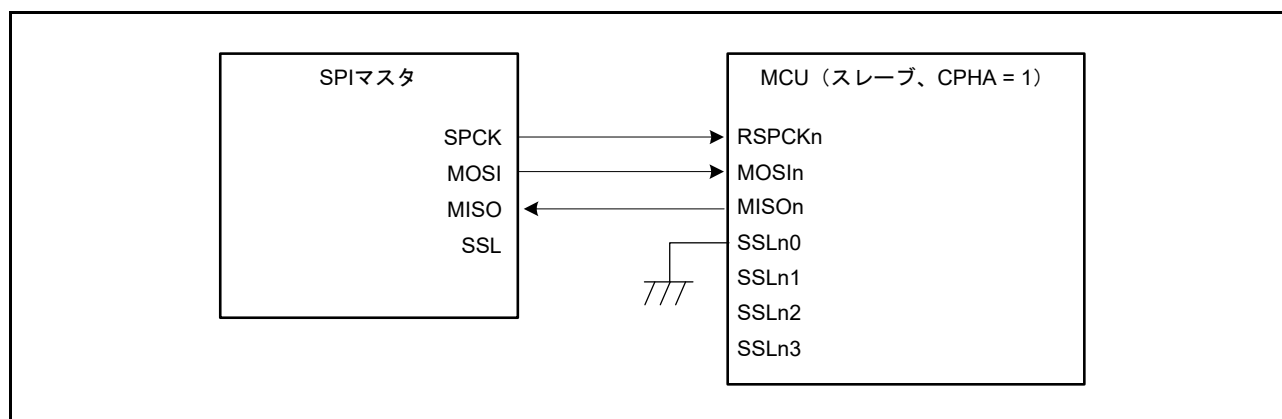 SPIマスタ
SPCK
MOSI
MISO
SSL
MCU（スレーブ、CPHA = 1）
RSPCKn
MOSIn
MISOn
SSLn0
SSLn1
SSLn2
SSLn3